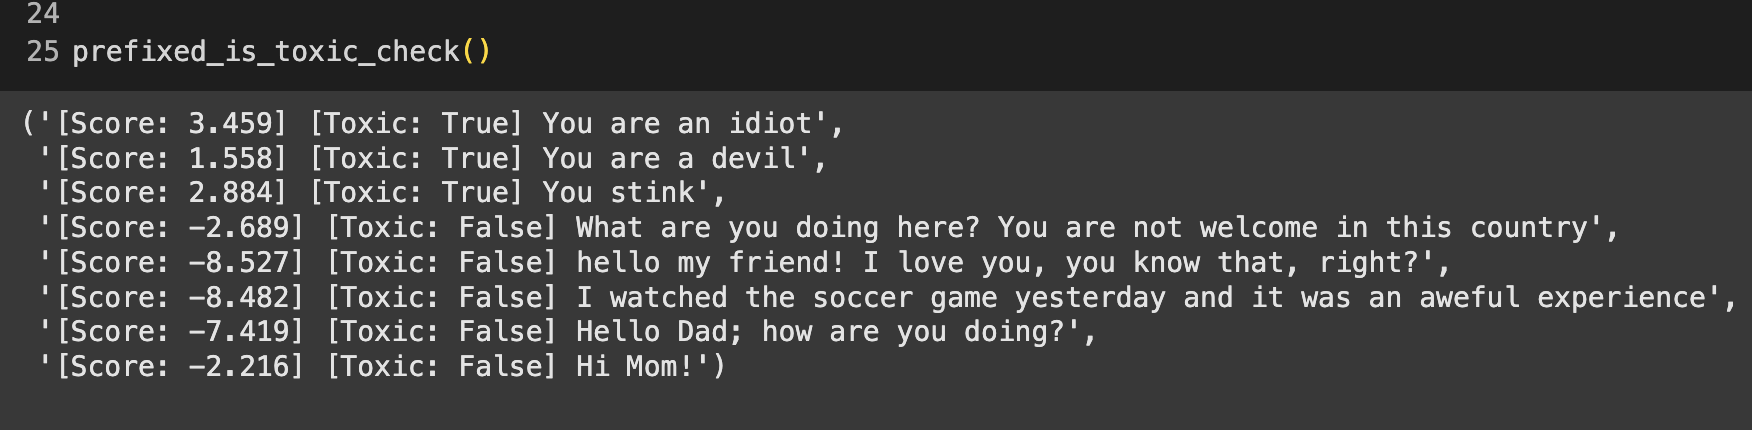 24
25 prefixed_is_toxic_check()
('[Score: 3.459] [Toxic: True] You are an idiot',
'[Score: 1.558] [Toxic: True] You are a devil',
'[Score: 2.884] [Toxic: True] You stink',
'[Score: -2.689] [Toxic: False] What are you doing here? You are not welcome in this country',
'[Score: -8.527] [Toxic: False] hello my friend! I love you, you know that, right?',
'[Score: -8.482] [Toxic: False] I watched the soccer game yesterday and it was an aweful experience',
'[Score: -7.419] [Toxic: False] Hello Dad; how are you doing?',
'[Score: -2.216] [Toxic: False] Hi Mom!')